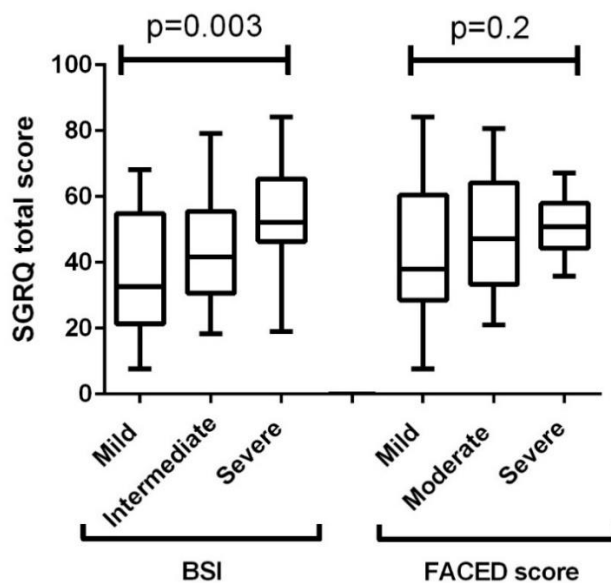 p=0.003
p=0.2
SGRQ total score
100
80
60
40
20
0
Mild
Intermediate
Severe
Mild
Moderate
Severe
BSI
FACED score